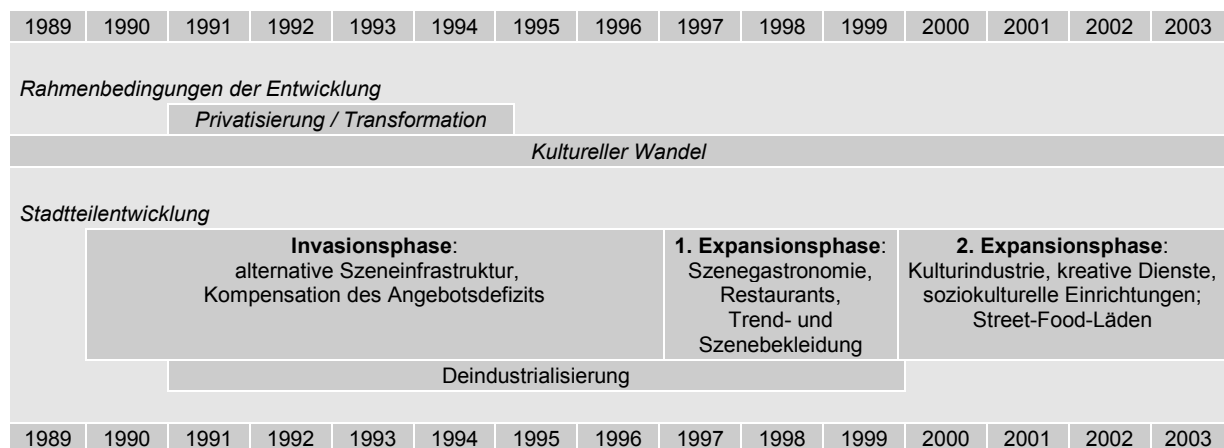 1989 1990 1991 1992 1993 1994 1995 1996 1997 1998 1999 2000 2001 2002 2003
Rahmenbedingungen der Entwicklung
Privatisierung / Transformation
Kultureller Wandel
Stadtteilentwicklung
Invasionsphase:
alternative Szeneinfrastruktur,
Kompensation des Angebotsdefizits
1. Expansionsphase:
Szenegastronomie,
Restaurants,
Trend- und
Szenebekleidung
2. Expansionsphase:
Kulturindustrie, kreative Dienste,
soziokulturelle Einrichtungen;
Street-Food-Läden
Deindustrialisierung
1989 1990 1991 1992 1993 1994 1995 1996 1997 1998 1999 2000 2001 2002 2003